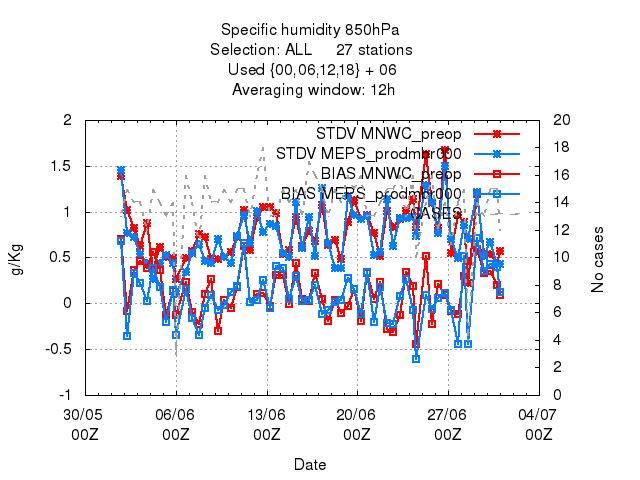 Specific humidity 850hPa
Selection: ALL 27 stations
Used {00,06,12,18} + 06
Averaging window: 12h
STDV MNWC_preop
STDV MEPS_prodmbr000
BIAS MNWC_preop
BIAS MEPS_prodmbr000
CASES
g/Kg
2
1.5
1
0.5
0
-0.5
-1
No cases
20
18
16
14
12
10
8
6
4
2
0
30/05 06/06 13/06 20/06 27/06 04/07
00Z 00Z 00Z 00Z 00Z 00Z
Date